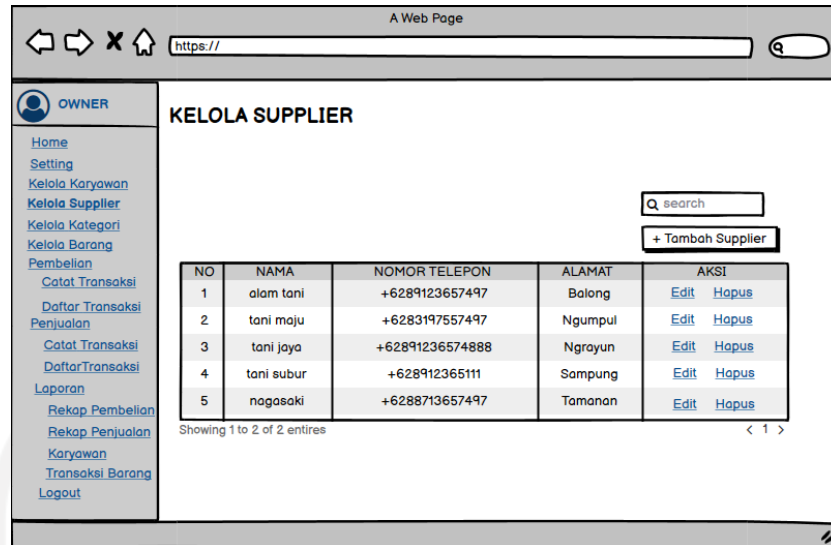 A Web Page
https://
OWNER
Home
Setting
Kelola Karyawan
Kelola Supplier
Kelola Kategori
Kelola Barang
Pembelian
Catat Transaksi
Daftar Transaksi
Penjualan
Catat Transaksi
DaftarTransaksi
Laporan
Rekap Pembelian
Rekap Penjualan
Karyawan
Transaksi Barang
Logout
KELOLA SUPPLIER
search
+ Tambah Supplier
NO NAMA NOMOR TELEPON ALAMAT AKSI
1 alam tani +6289123657497 Balong Edit Hapus
2 tani maju +6283197557497 Ngumpul Edit Hapus
3 tani jaya +62891236574888 Ngrayun Edit Hapus
4 tani subur +628912365111 Sampung Edit Hapus
5 nagasaki +6288713657497 Tamanan Edit Hapus
Showing 1 to 2 of 2 entires
< 1 >